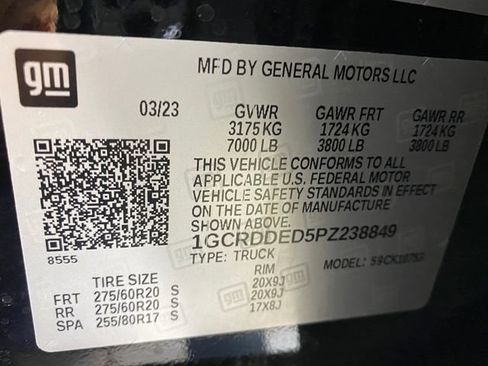 gm
MFD BY GENERAL MOTORS LLC
03/23 GVWR GAWR FRT GAWR RR
3175 KG 1724 KG 1724 KG
7000 LB 3800 LB 3800 LB
THIS VEHICLE CONFORMS TO ALL
APPLICABLE U.S. FEDERAL MOTOR
VEHICLE SAFETY STANDARDS IN EFFECT
ON THE DATE OF MANUFACTURE
SHOWN ABOVE.
1GCRDDED5PZ238849
8555 TYPE: TRUCK MODEL:
TIRE SIZE RIM
FRT 275/60R20 S 20X9J
RR 275/60R20 S 20X9J
SPA 255/80R17 S 17X8J